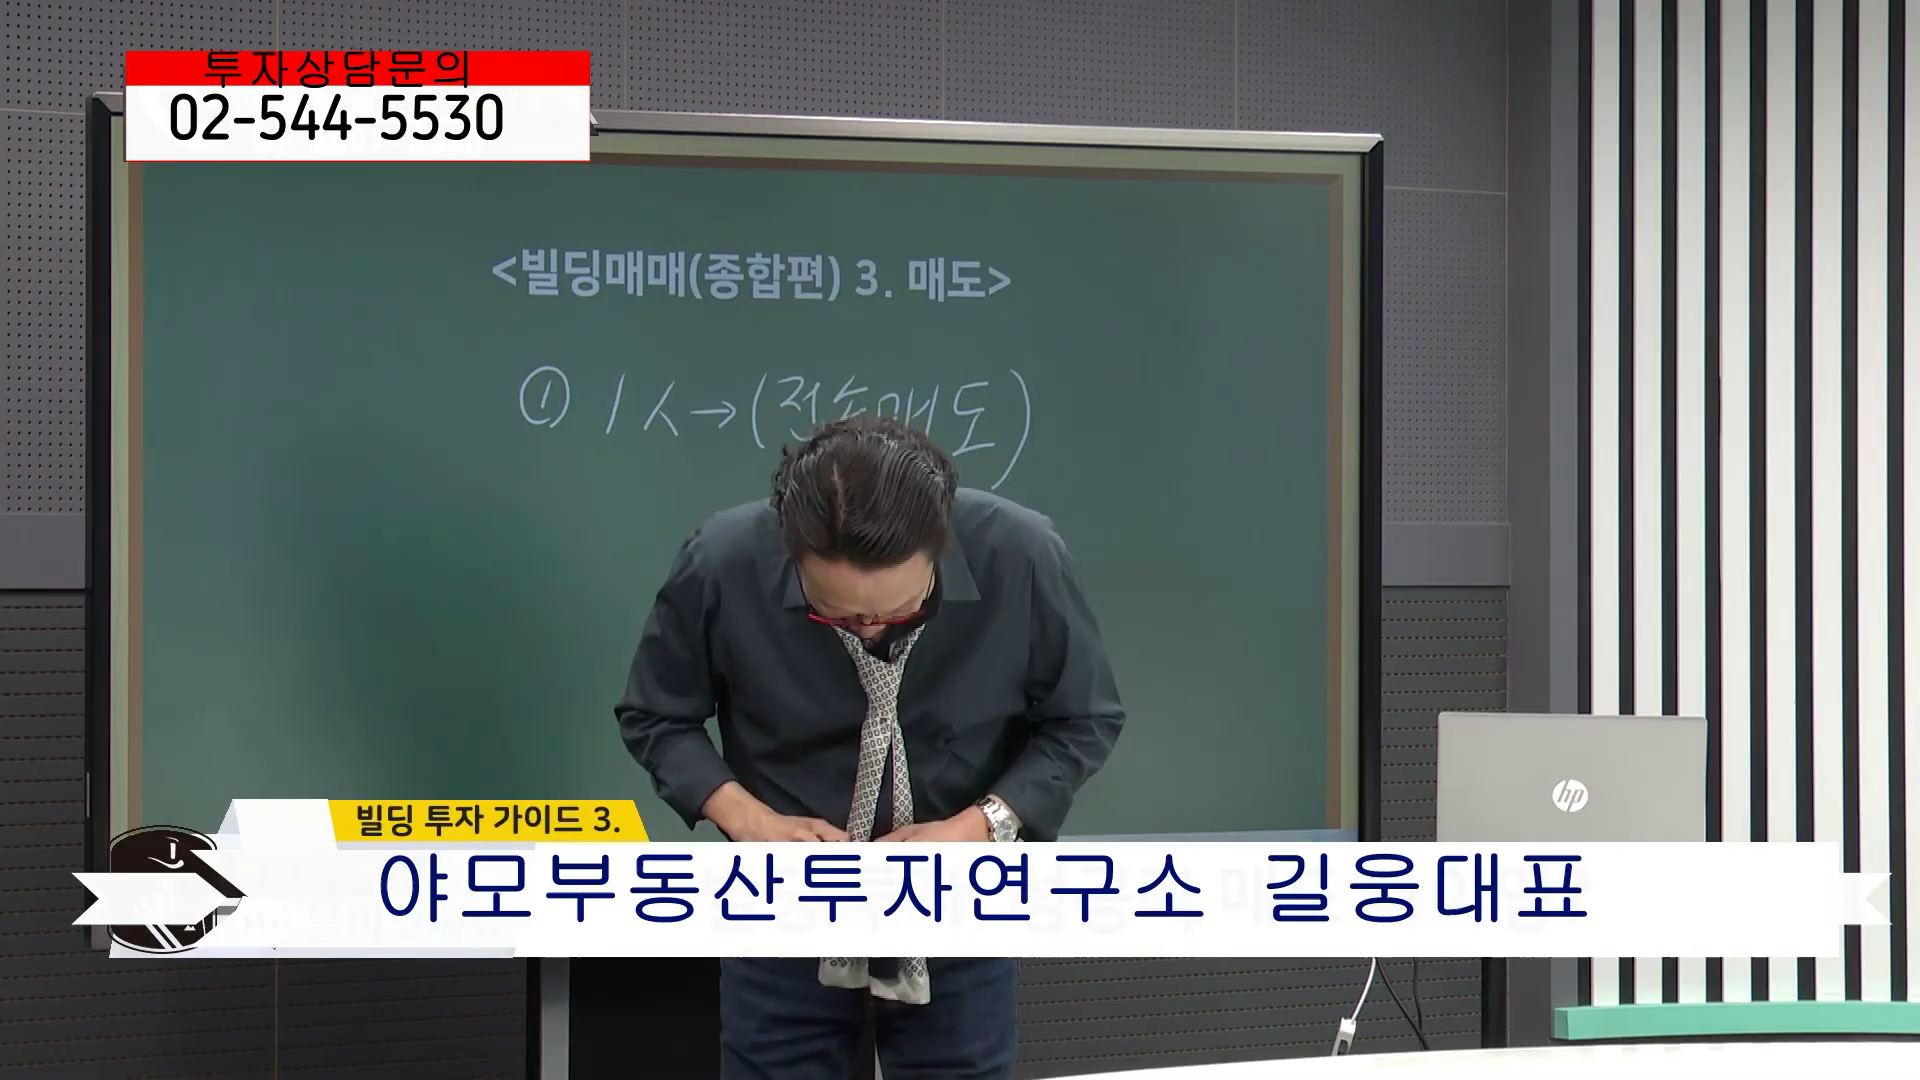 투자상담문의
02-544-5530
<빌딩매매(종합편) 3. 매도>
① 1人→(전속매도)
빌딩 투자 가이드 3.
야모부동산투자연구소 길웅대표
hp